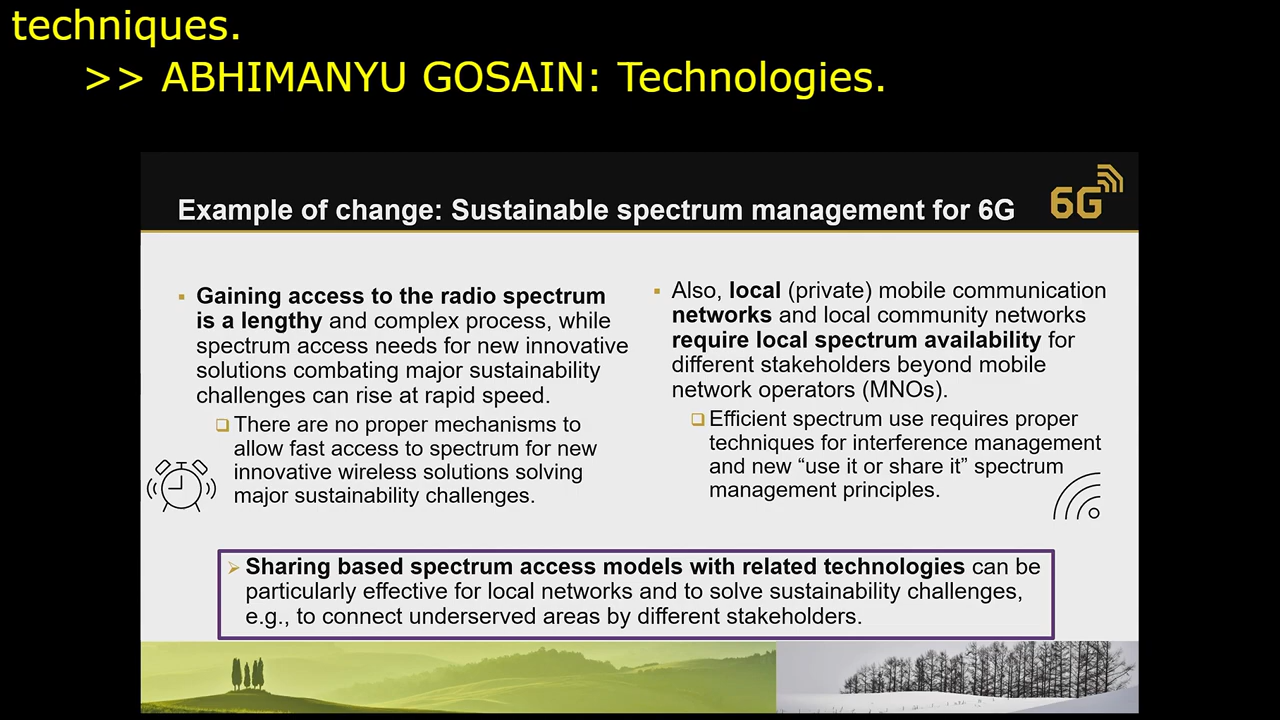 techniques.
>> ABHIMANYU GOSAIN: Technologies.
Example of change: Sustainable spectrum management for 6G
6G
Gaining access to the radio spectrum
is a lengthy and complex process, while
spectrum access needs for new innovative
solutions combating major sustainability
challenges can rise at rapid speed.
There are no proper mechanisms to
allow fast access to spectrum for new
innovative wireless solutions solving
major sustainability challenges.
Also, local (private) mobile communication
networks and local community networks
require local spectrum availability for
different stakeholders beyond mobile
network operators (MNOs).
Efficient spectrum use requires proper
techniques for interference management
and new “use it or share it” spectrum
management principles.
Sharing based spectrum access models with related technologies can be
particularly effective for local networks and to solve sustainability challenges,
e.g., to connect underserved areas by different stakeholders.